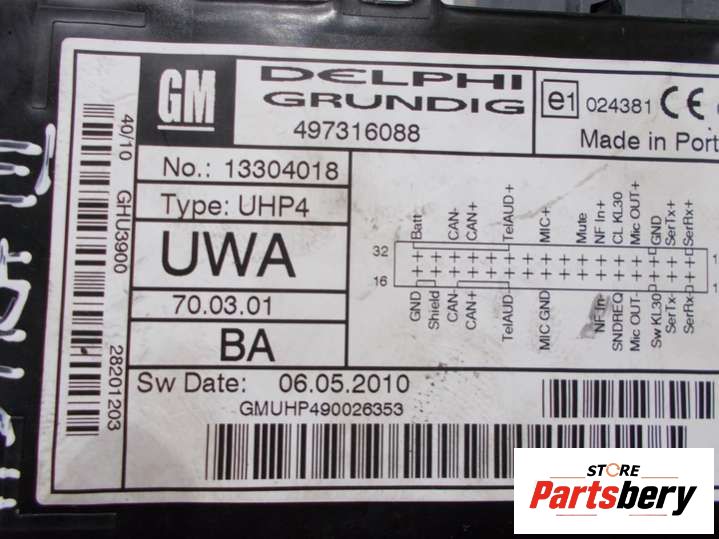 GM
DELPHI
GRUNDIG
497316088
e1 024381 CE
Made in Port
No.: 13304018
Type: UHP4
UWA
70.03.01
BA
Sw Date: 06.05.2010
GMUHP490026353
40/10 GHU3900 28201203
Batt CAN- CAN+ TelAUD+ MIC+ Mute NF In+ CL KL30 Mic OUT+ GND SerTx+ SerRx+
32
16
GND Shield CAN- CAN+ TelAUD MIC GND NF In- SNDREQ Mic OUT- Sw KL30 SerTx- SerRx-
STORE
Partsbery